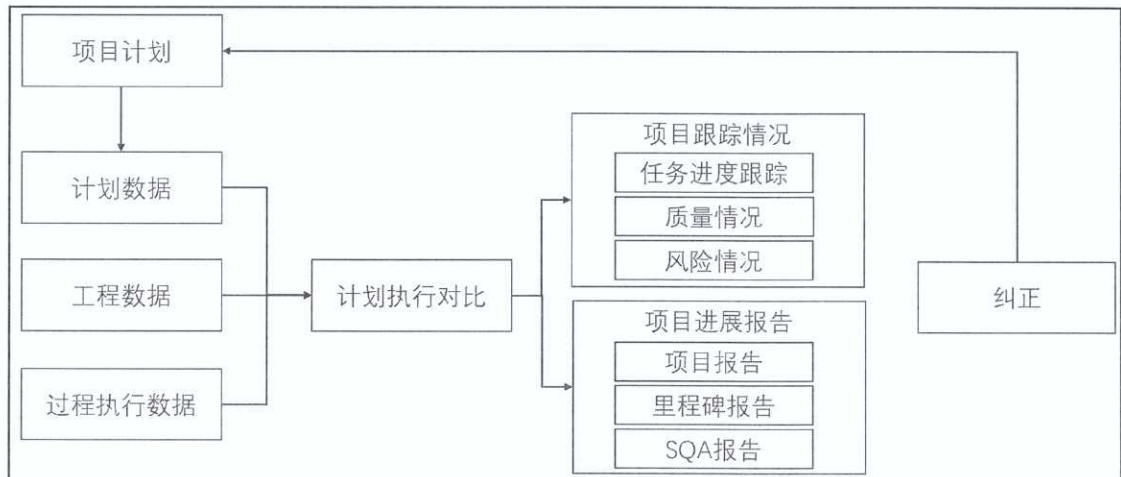 项目计划
计划数据
工程数据
过程执行数据
计划执行对比
项目跟踪情况
任务进度跟踪
质量情况
风险情况
项目进展报告
项目报告
里程碑报告
SQA报告
纠正